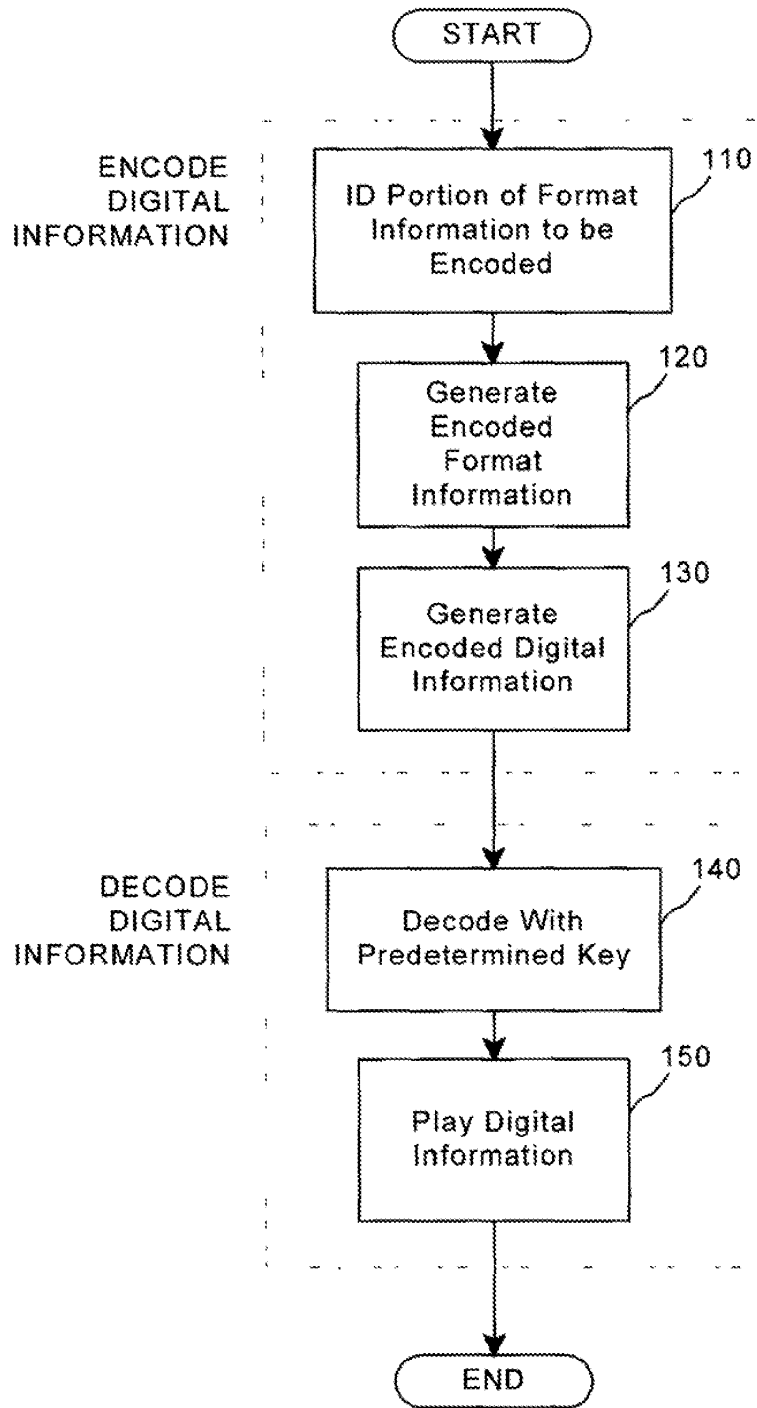 START
ENCODE
DIGITAL
INFORMATION
110
ID Portion of Format
Information to be
Encoded
120
Generate
Encoded
Format
Information
130
Generate
Encoded Digital
Information
DECODE
DIGITAL
INFORMATION
140
Decode With
Predetermined Key
150
Play Digital
Information
END